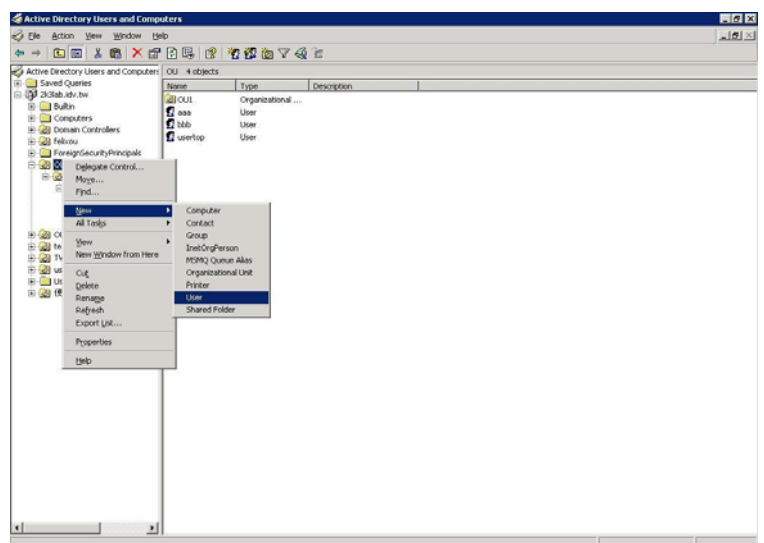 Active Directory Users and Computers
File Action View Window Help
Active Directory Users and Computers
Saved Queries
2k3lab.idv.tw
Builtin
Computers
Domain Controllers
felixou
ForeignSecurityPrincipals
OU 4 objects
Name Type Description
OU1 Organizational ...
aaa User
bbb User
usertop User
Delegate Control...
Move...
Find...
New
All Tasks
View
New Window from Here
Cut
Delete
Rename
Refresh
Export List...
Properties
Help
Computer
Contact
Group
InetOrgPerson
MSMQ Queue Alias
Organizational Unit
Printer
User
Shared Folder